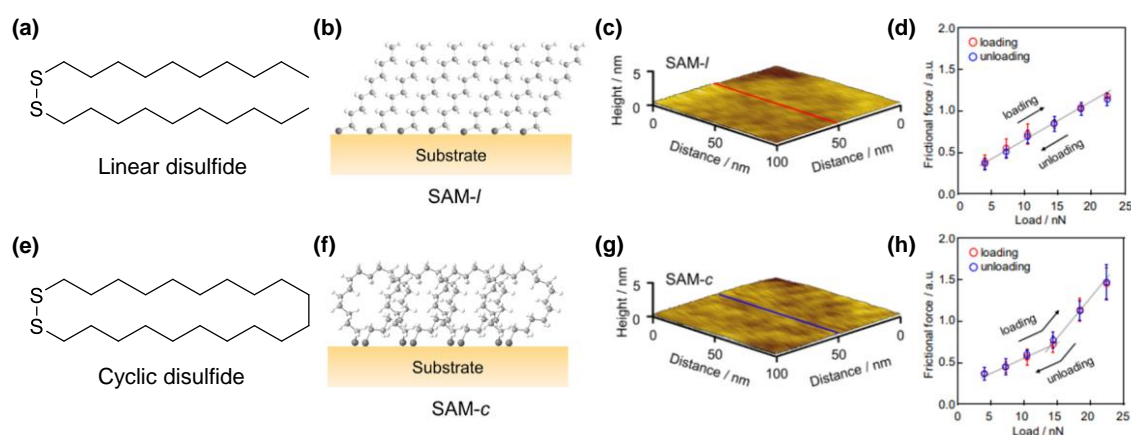 (a)
S
S
Linear disulfide
(b)
Substrate
SAM-l
(c)
SAM-l
Height / nm
5
0
0
50
100
Distance / nm
50
0
Distance / nm
(d)
loading
unloading
Frictional force / a.u.
2.0
1.5
1.0
0.5
0.0
loading
unloading
0 5 10 15 20 25
Load / nN
(e)
S
S
Cyclic disulfide
(f)
Substrate
SAM-c
(g)
SAM-c
Height / nm
5
0
0
50
100
Distance / nm
50
0
Distance / nm
(h)
loading
unloading
Frictional force / a.u.
2.0
1.5
1.0
0.5
0.0
loading
unloading
0 5 10 15 20 25
Load / nN